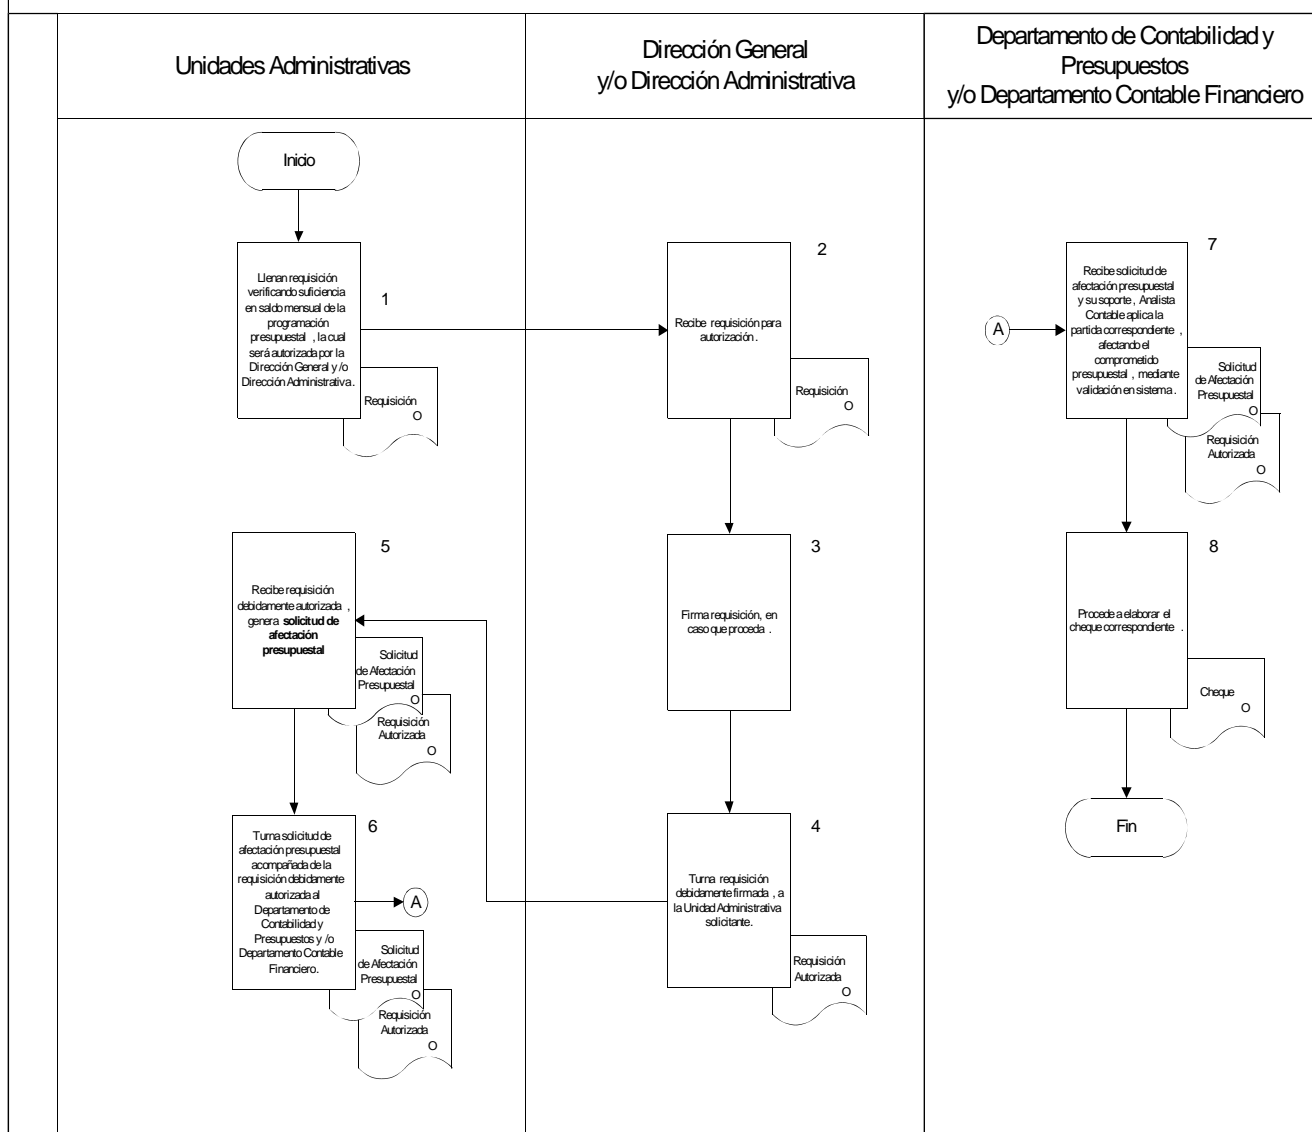 Unidades Administrativas
Dirección General
y/o Dirección Administrativa
Departamento de Contabilidad y
Presupuestos
y/o Departamento Contable Financiero
Inicio
Llenan requisición
verificando suficiencia
en saldo mensual de la
programación
presupuestal , la cual
será autorizada por la
Dirección General y /o
Dirección Administrativa .
1
Requisición
O
2
Recibe requisición para
autorización .
Requisición
O
3
Firma requisición, en
caso que proceda .
4
Turna requisición
debidamente firmada , a
la Unidad Administrativa
solicitante.
Requisición
Autorizada
O
5
Recibe requisición
debidamente autorizada ,
genera solicitud de
afectación
presupuestal
Solicitud
de Afectación
Presupuestal
O
Requisición
Autorizada
O
6
Turna solicitud de
afectación presupuestal
acompañada de la
requisición debidamente
autorizada al
Departamento de
Contabilidad y
Presupuestos y /o
Departamento Contable
Financiero.
A
Solicitud
de Afectación
Presupuestal
O
Requisición
Autorizada
O
A
7
Recibe solicitud de
afectación presupuestal
y su soporte , Analista
Contable aplica la
partida correspondiente ,
afectando el
comprometido
presupuestal , mediante
validación en sistema .
Solicitud
de Afectación
Presupuestal
O
Requisición
Autorizada
O
8
Procede a elaborar el
cheque correspondiente .
Cheque
O
Fin